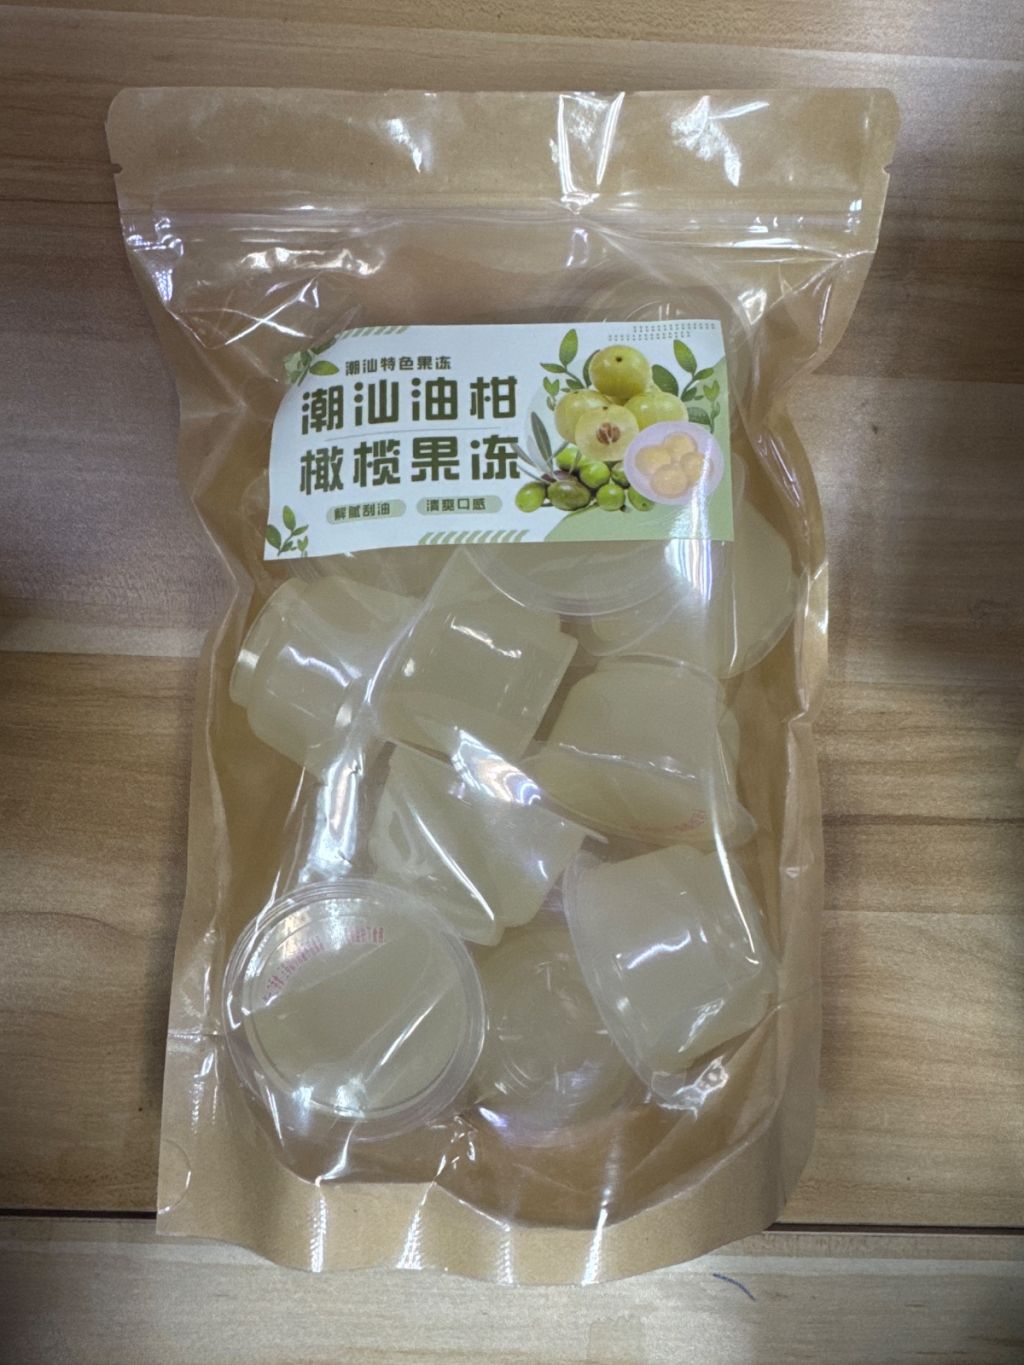 潮汕特色果冻
潮汕油柑
橄榄果冻
解腻刮油 清爽口感